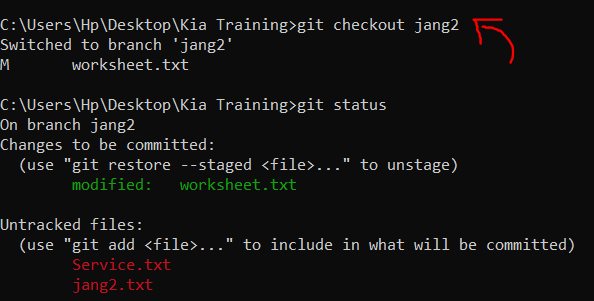 C:\Users\Hp\Desktop\Kia Training>git checkout jang2
Switched to branch 'jang2'
M       worksheet.txt
C:\Users\Hp\Desktop\Kia Training>git status
On branch jang2
Changes to be committed:
  (use "git restore --staged <file>..." to unstage)
        modified:   worksheet.txt
Untracked files:
  (use "git add <file>..." to include in what will be committed)
        Service.txt
        jang2.txt